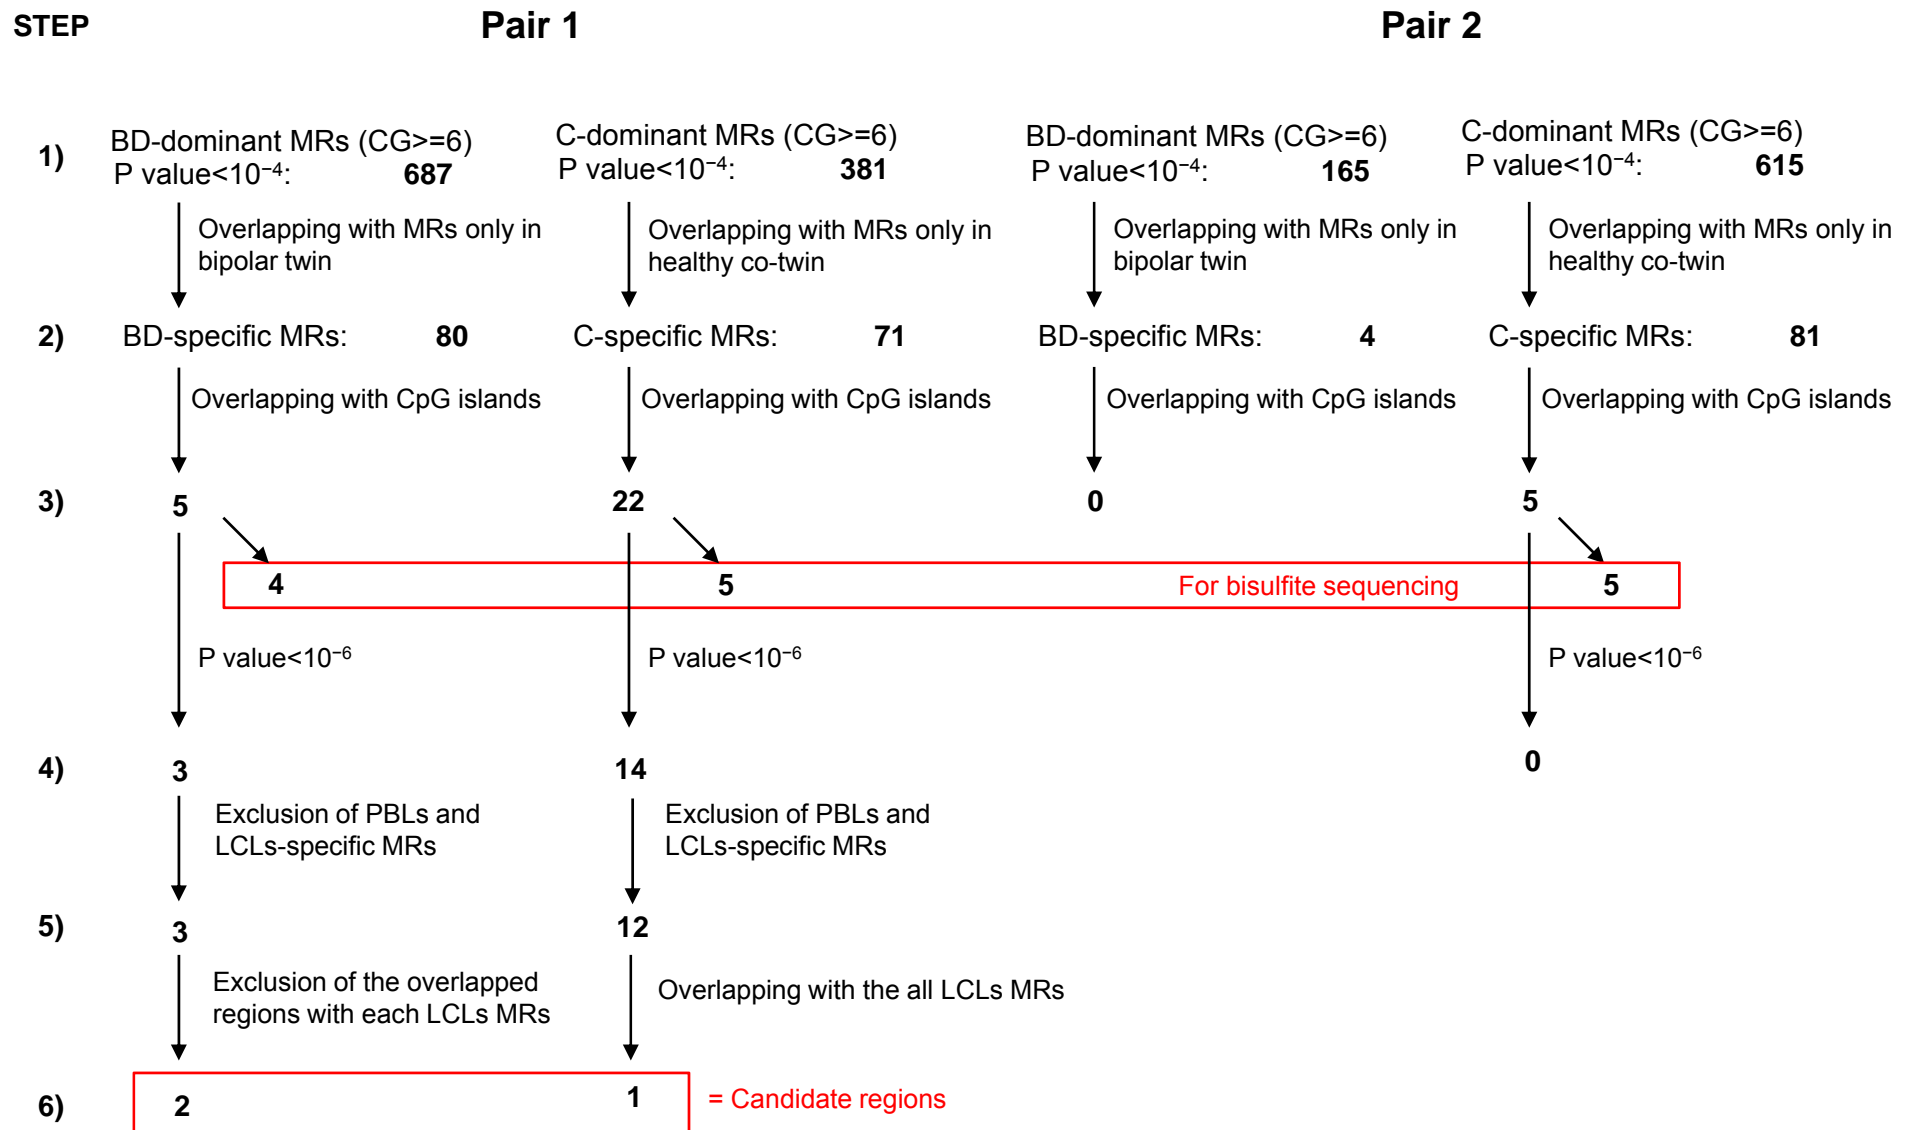 STEP
Pair 1
Pair 2
1)
BD-dominant MRs (CG>=6)
P value<10⁻⁴: 687
C-dominant MRs (CG>=6)
P value<10⁻⁴: 381
BD-dominant MRs (CG>=6)
P value<10⁻⁴: 165
C-dominant MRs (CG>=6)
P value<10⁻⁴: 615
Overlapping with MRs only in
bipolar twin
Overlapping with MRs only in
healthy co-twin
Overlapping with MRs only in
bipolar twin
Overlapping with MRs only in
healthy co-twin
2)
BD-specific MRs: 80
C-specific MRs: 71
BD-specific MRs: 4
C-specific MRs: 81
Overlapping with CpG islands
Overlapping with CpG islands
Overlapping with CpG islands
Overlapping with CpG islands
3)
5
22
0
5
4
5
For bisulfite sequencing
5
P value<10⁻⁶
P value<10⁻⁶
P value<10⁻⁶
4)
3
14
0
Exclusion of PBLs and
LCLs-specific MRs
Exclusion of PBLs and
LCLs-specific MRs
5)
3
12
Exclusion of the overlapped
regions with each LCLs MRs
Overlapping with the all LCLs MRs
6)
2
1
= Candidate regions